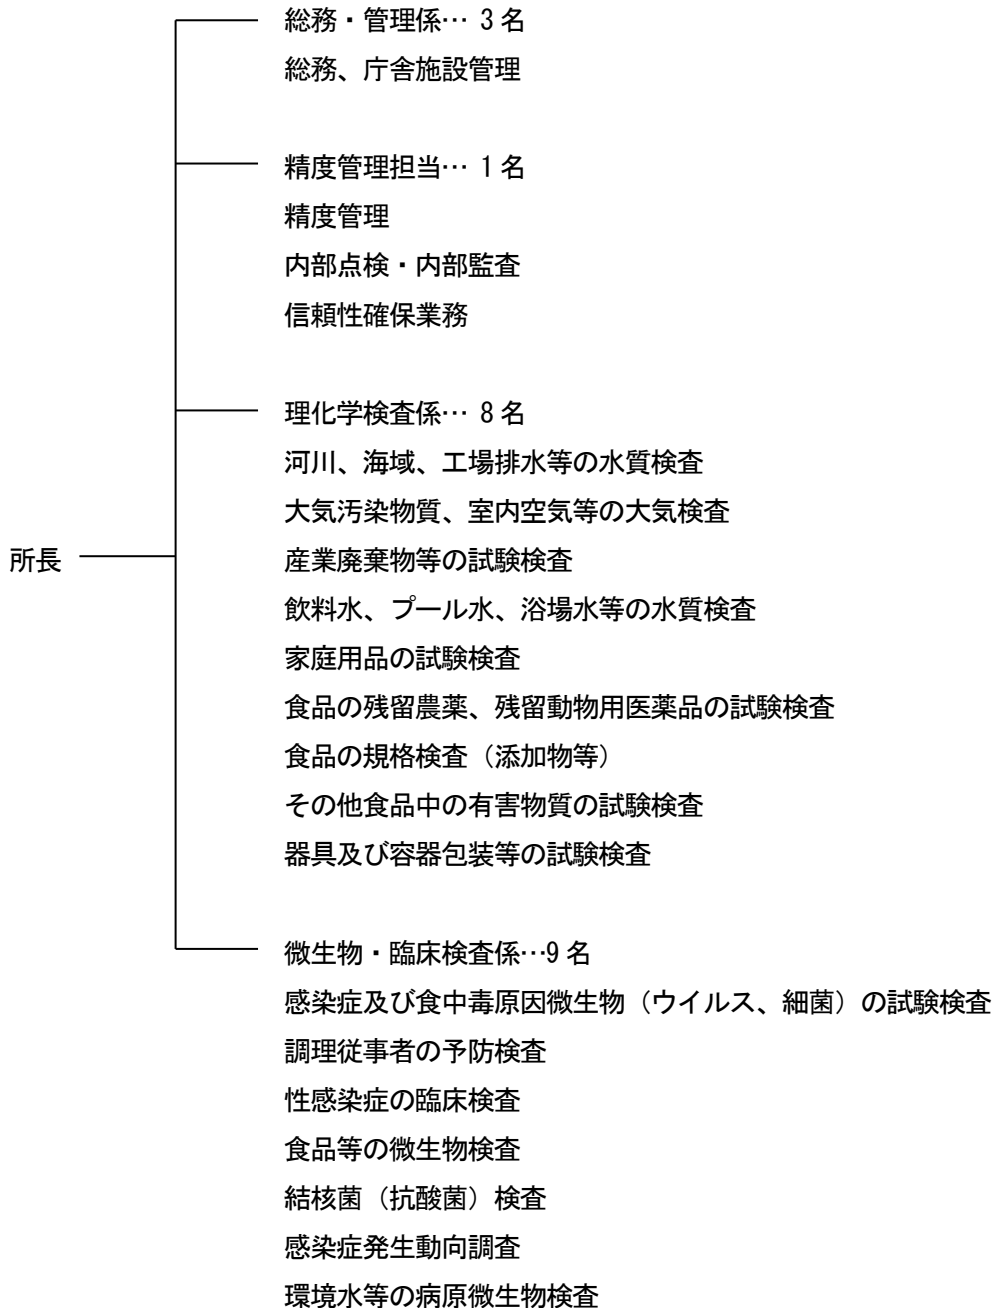 総務・管理係… 3 名
総務、庁舎施設管理
精度管理担当… 1 名
精度管理
内部点検・内部監査
信頼性確保業務
理化学検査係… 8 名
河川、海域、工場排水等の水質検査
大気汚染物質、室内空気等の大気検査
所長
産業廃棄物等の試験検査
飲料水、プール水、浴場水等の水質検査
家庭用品の試験検査
食品の残留農薬、残留動物用医薬品の試験検査
食品の規格検査（添加物等）
その他食品中の有害物質の試験検査
器具及び容器包装等の試験検査
微生物・臨床検査係…9 名
感染症及び食中毒原因微生物（ウイルス、細菌）の試験検査
調理従事者の予防検査
性感染症の臨床検査
食品等の微生物検査
結核菌（抗酸菌）検査
感染症発生動向調査
環境水等の病原微生物検査